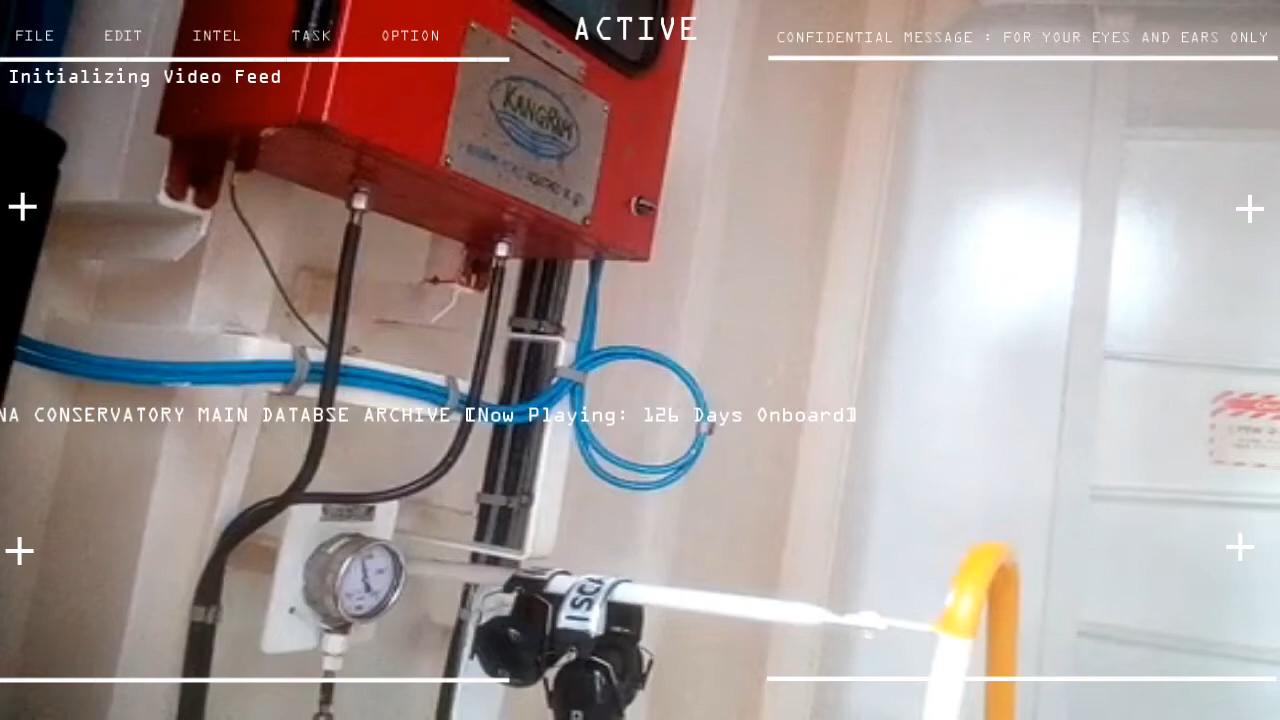 FILE EDIT INTEL TASK OPTION
ACTIVE
CONFIDENTIAL MESSAGE : FOR YOUR EYES AND EARS ONLY
Initializing Video Feed
KANGRIM
NA CONSERVATORY MAIN DATABSE ARCHIVE [Now Playing: 126 Days Onboard]
ISCA